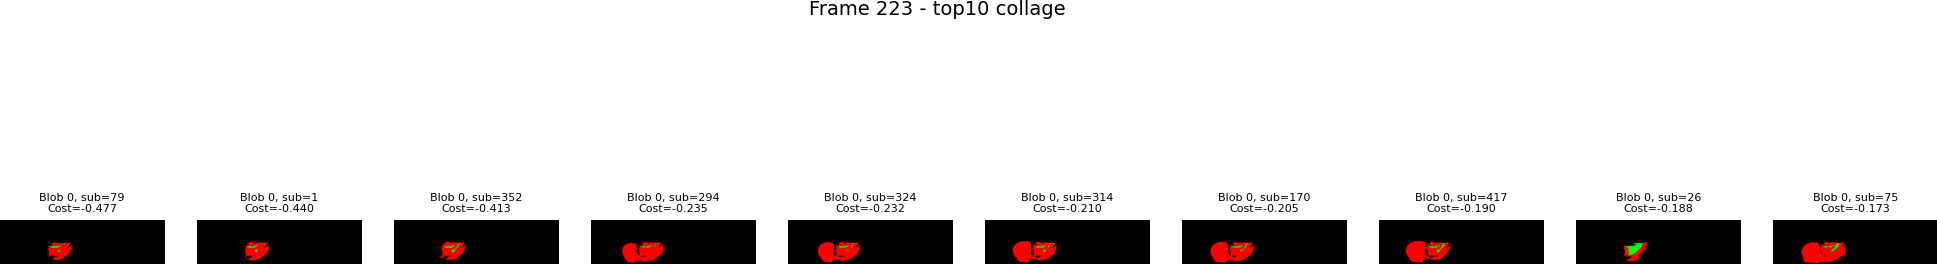 Frame 223 - top10 collage
Blob 0, sub=79
Cost=-0.477
Blob 0, sub=1
Cost=-0.440
Blob 0, sub=352
Cost=-0.413
Blob 0, sub=294
Cost=-0.235
Blob 0, sub=324
Cost=-0.232
Blob 0, sub=314
Cost=-0.210
Blob 0, sub=170
Cost=-0.205
Blob 0, sub=417
Cost=-0.190
Blob 0, sub=26
Cost=-0.188
Blob 0, sub=75
Cost=-0.173